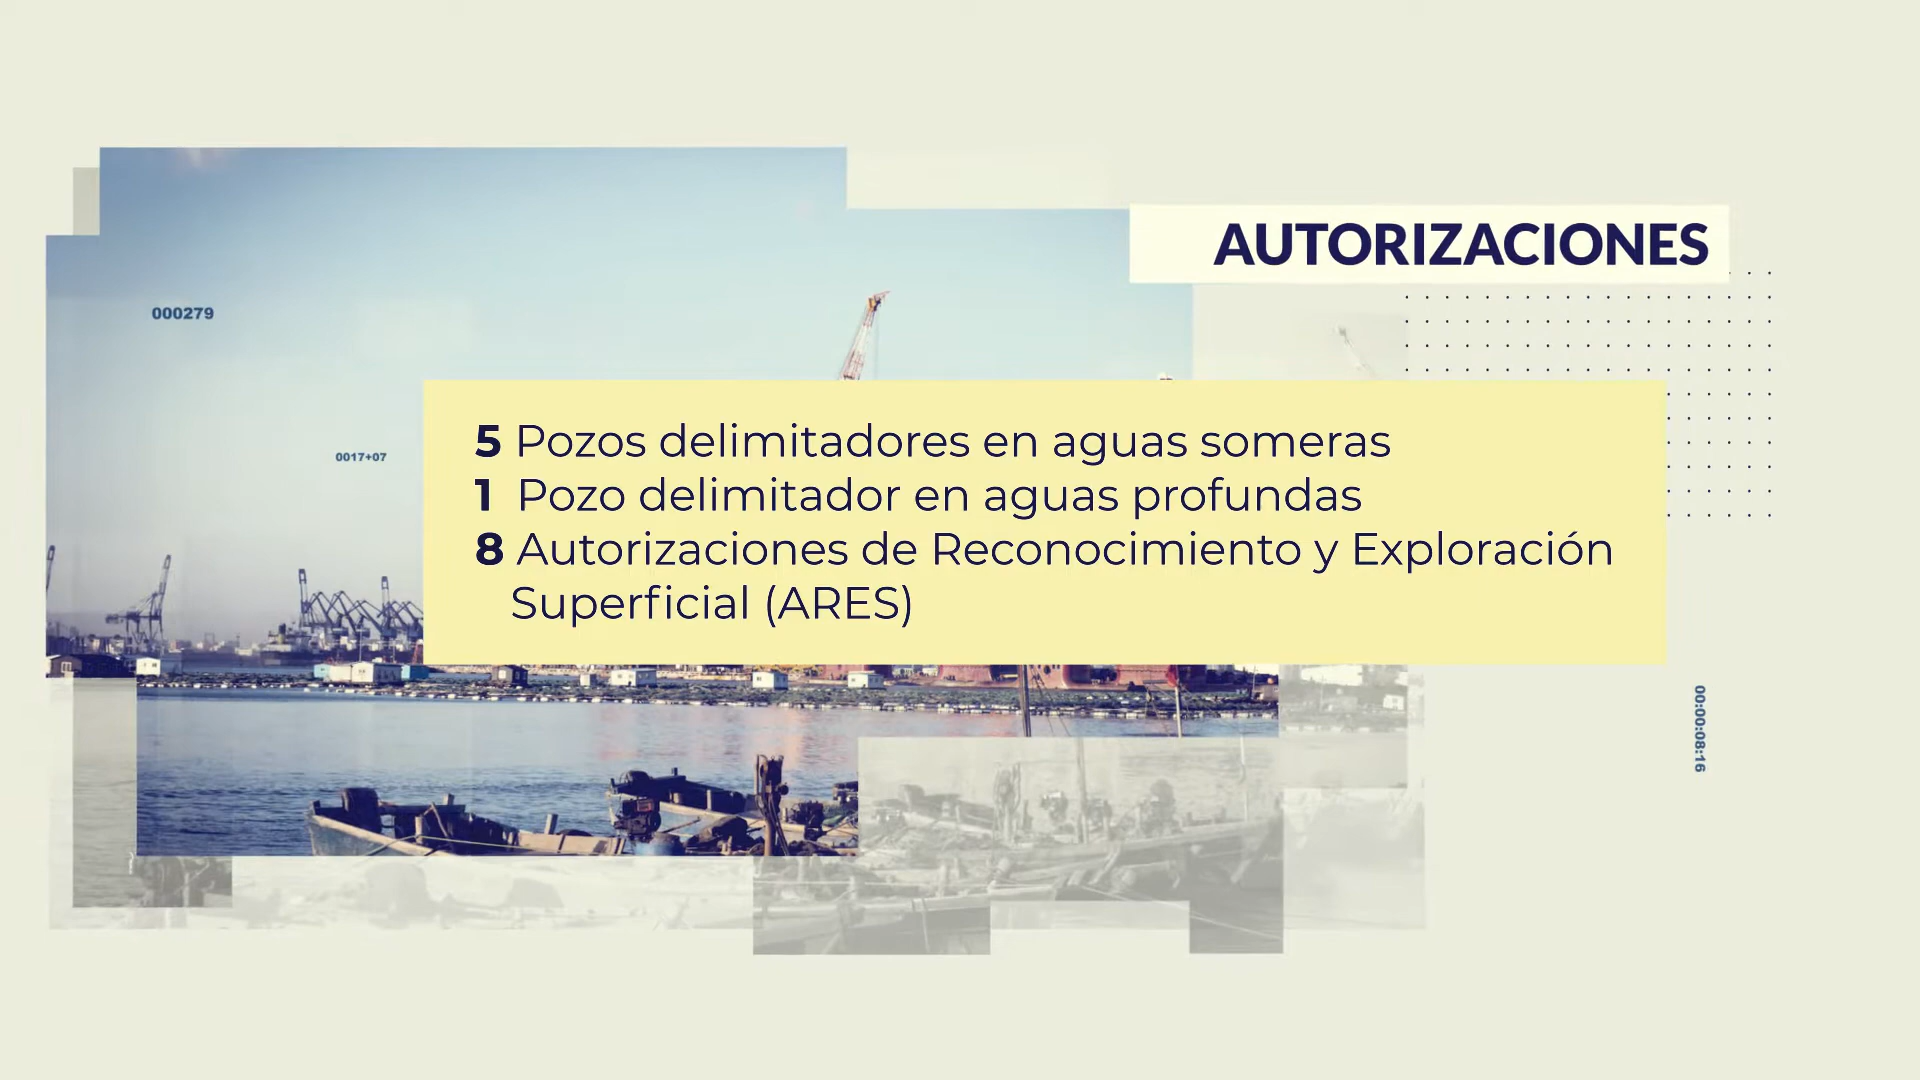 AUTORIZACIONES
000279
0017+07
5 Pozos delimitadores en aguas someras
1 Pozo delimitador en aguas profundas
8 Autorizaciones de Reconocimiento y Exploración
Superficial (ARES)
00:00:08:16